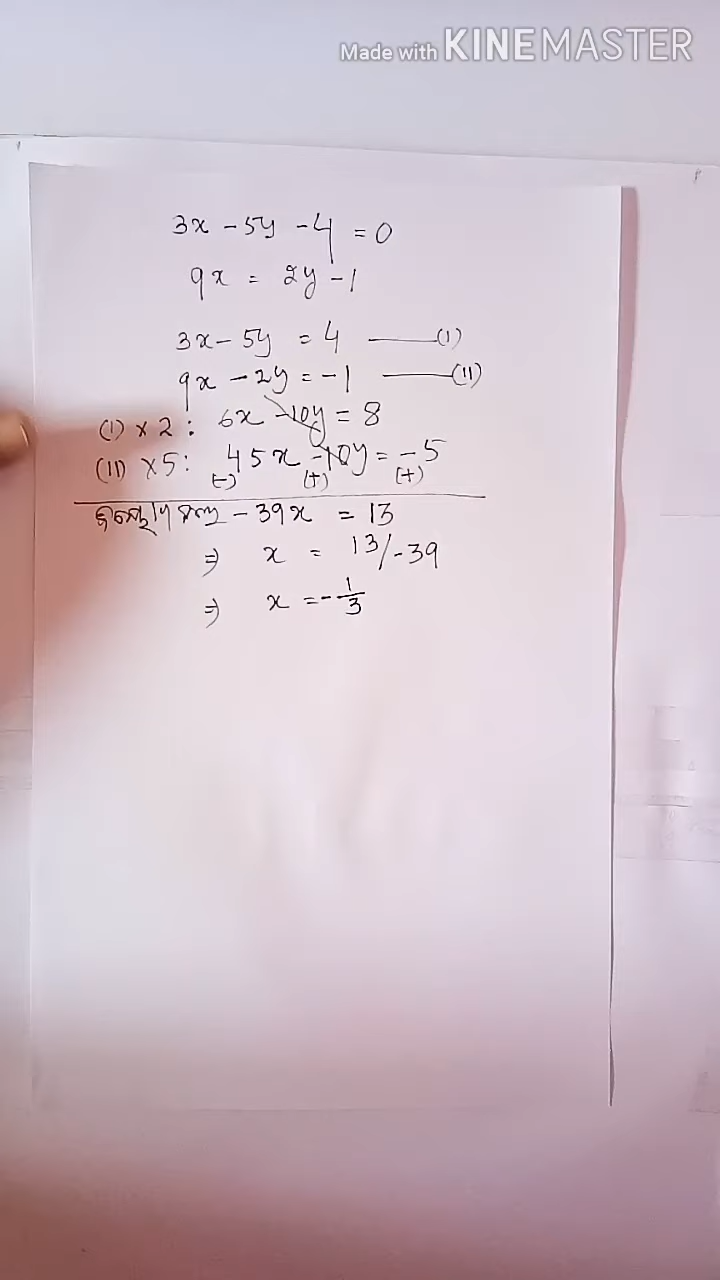 Made with KINEMASTER
3x - 5y - 4 = 0
9x = 2y - 1
3x - 5y = 4 —— (I)
9x - 2y = -1 —— (II)
(I) × 2 : 6x - 10y = 8
(II) × 5 : 45x - 10y = -5
(-) (+) (+)
- 39x = 13
⇒ x = 13/-39
⇒ x = -1/3